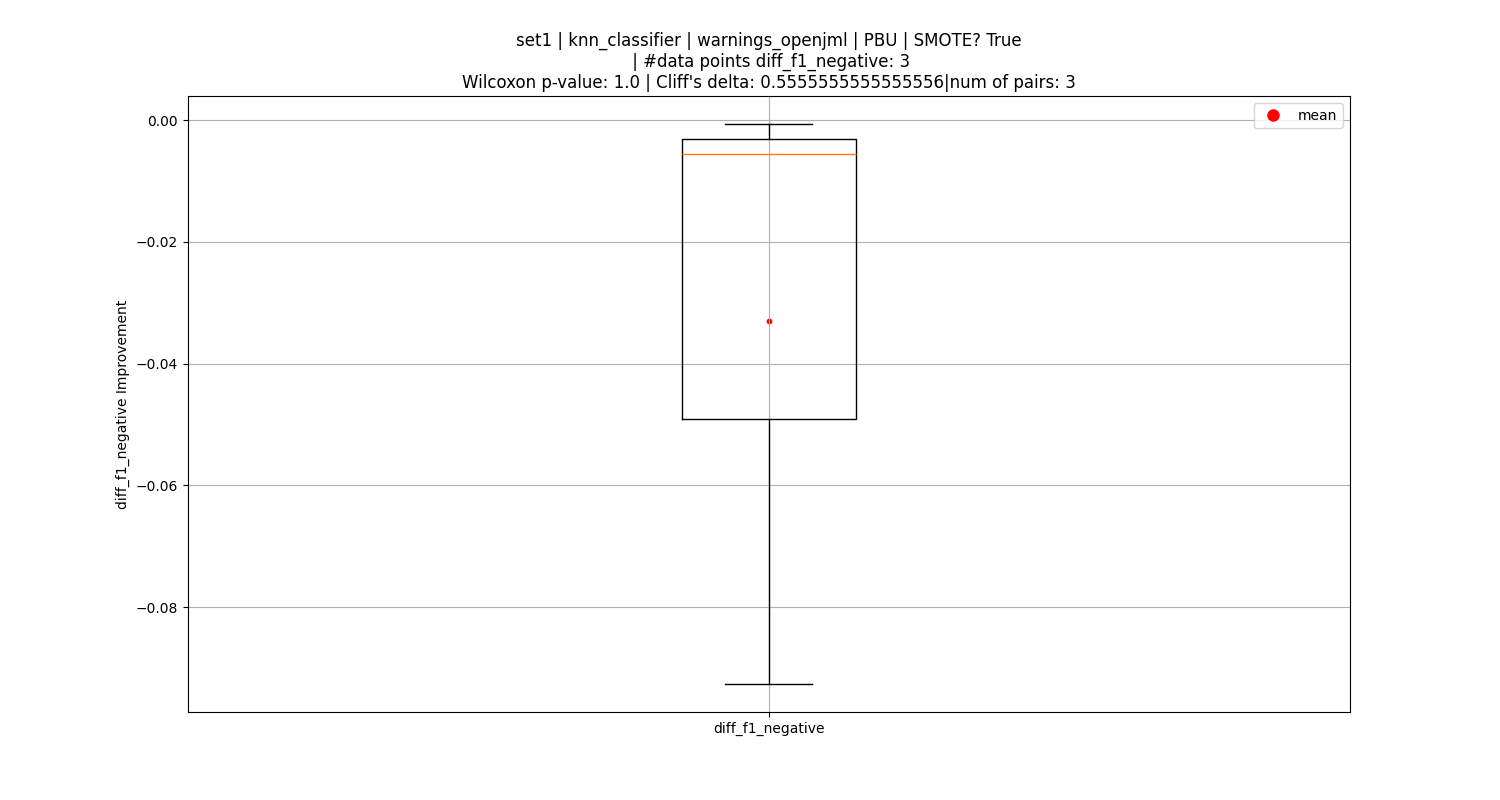 set1 | knn_classifier | warnings_openjml | PBU | SMOTE? True
| #data points diff_f1_negative: 3
Wilcoxon p-value: 1.0 | Cliff's delta: 0.5555555555555556|num of pairs: 3
mean
0.00
−0.02
−0.04
−0.06
−0.08
diff_f1_negative Improvement
diff_f1_negative